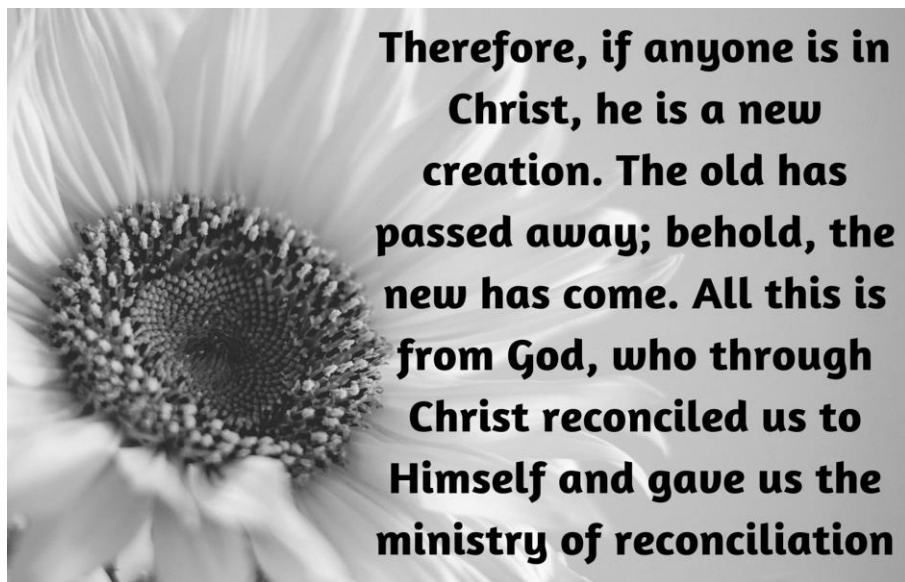 Therefore, if anyone is in
Christ, he is a new
creation. The old has
passed away; behold, the
new has come. All this is
from God, who through
Christ reconciled us to
Himself and gave us the
ministry of reconciliation